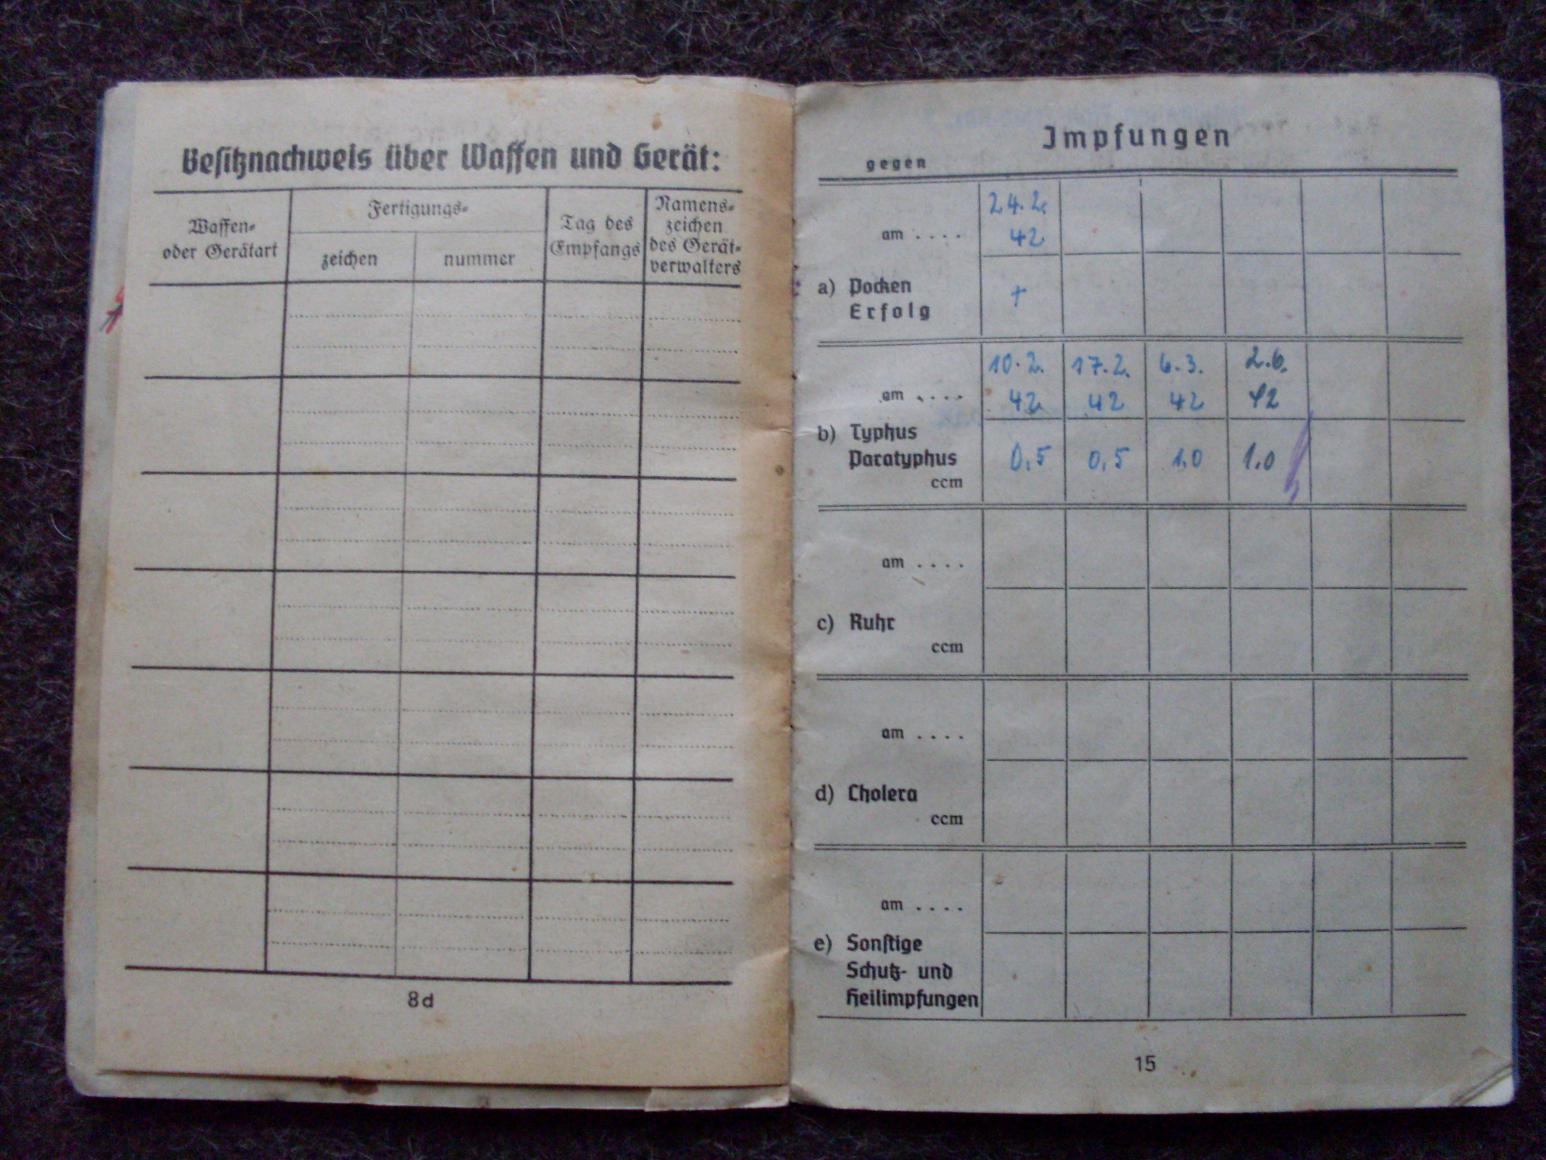 Besitznachweis über Waffen und Gerät:
Waffen-
oder Gerätart
Fertigungs-
zeichen
nummer
Tag des
Empfangs
Namens-
zeichen
des Gerät-
verwalters
8d
Impfungen
gegen
24.2. 
am .... 42
a) Pocken +
Erfolg
10.2. 17.2. 6.3. 2.6.
am .... 42 42 42 42
b) Typhus
Paratyphus 0,5 0,5 1,0 1.0
ccm
am ....
c) Ruhr
ccm
am ....
d) Cholera
ccm
am ....
e) Sonstige
Schutz- und
Heilimpfungen
15